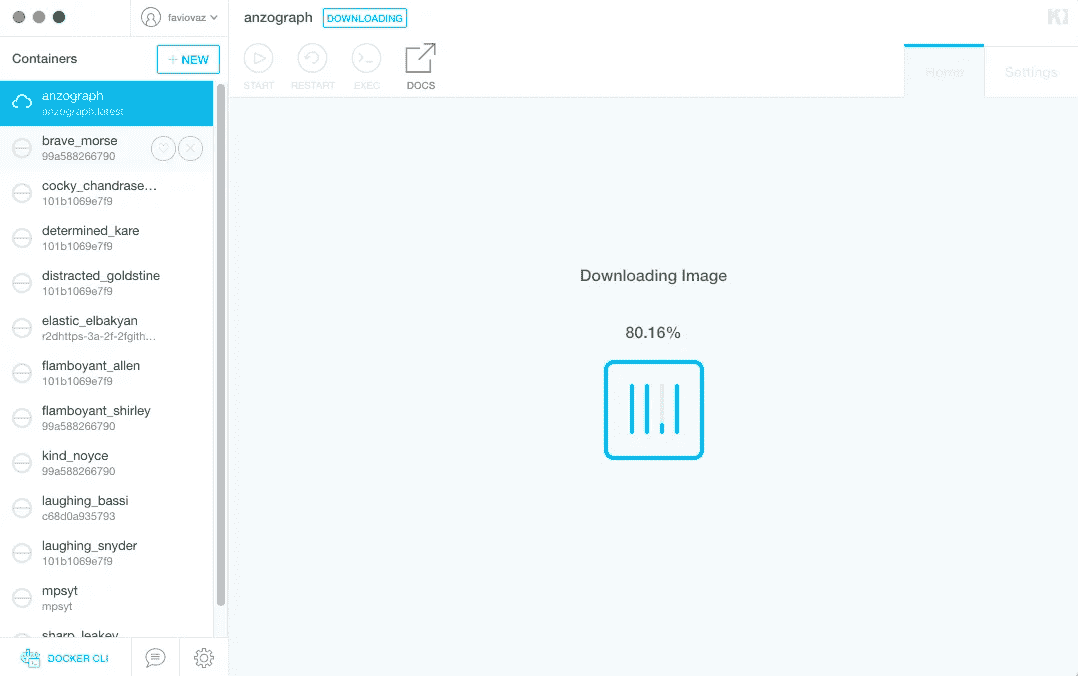 faviovaz
Containers
+ NEW
anzograph
anzograph:latest
brave_morse
99a588266790
cocky_chandrase…
101b1069e7f9
determined_kare
101b1069e7f9
distracted_goldstine
101b1069e7f9
elastic_elbakyan
r2dhttps-3a-2f-2fgith…
flamboyant_allen
101b1069e7f9
flamboyant_shirley
99a588266790
kind_noyce
99a588266790
laughing_bassi
c68d0a935793
laughing_snyder
101b1069e7f9
mpsyt
mpsyt
sharp_leakey
DOCKER CLI
anzograph DOWNLOADING
START RESTART EXEC DOCS
Home Settings
Downloading Image
80.16%